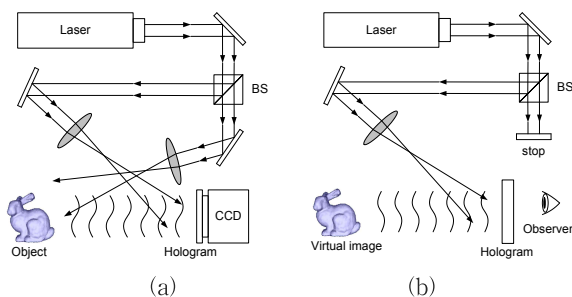 Laser
BS
Object
Hologram
CCD
(a)
Laser
BS
stop
Virtual image
Hologram
Observer
(b)